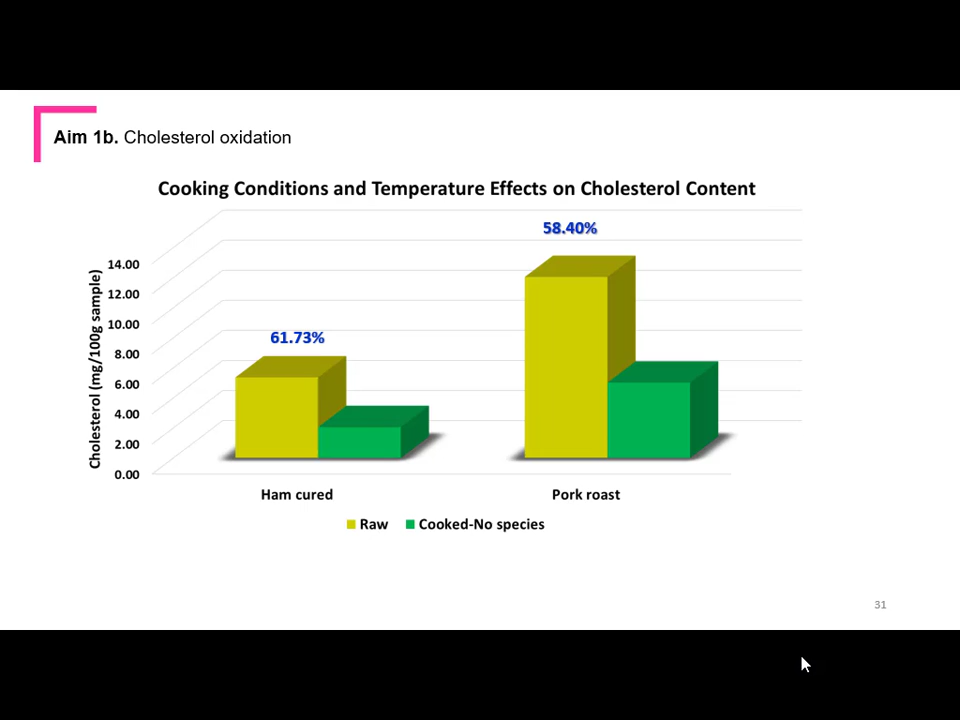 Aim 1b. Cholesterol oxidation
Cooking Conditions and Temperature Effects on Cholesterol Content
58.40%
61.73%
Cholesterol (mg/100g sample)
14.00
12.00
10.00
8.00
6.00
4.00
2.00
0.00
Ham cured Pork roast
Raw Cooked-No species
31